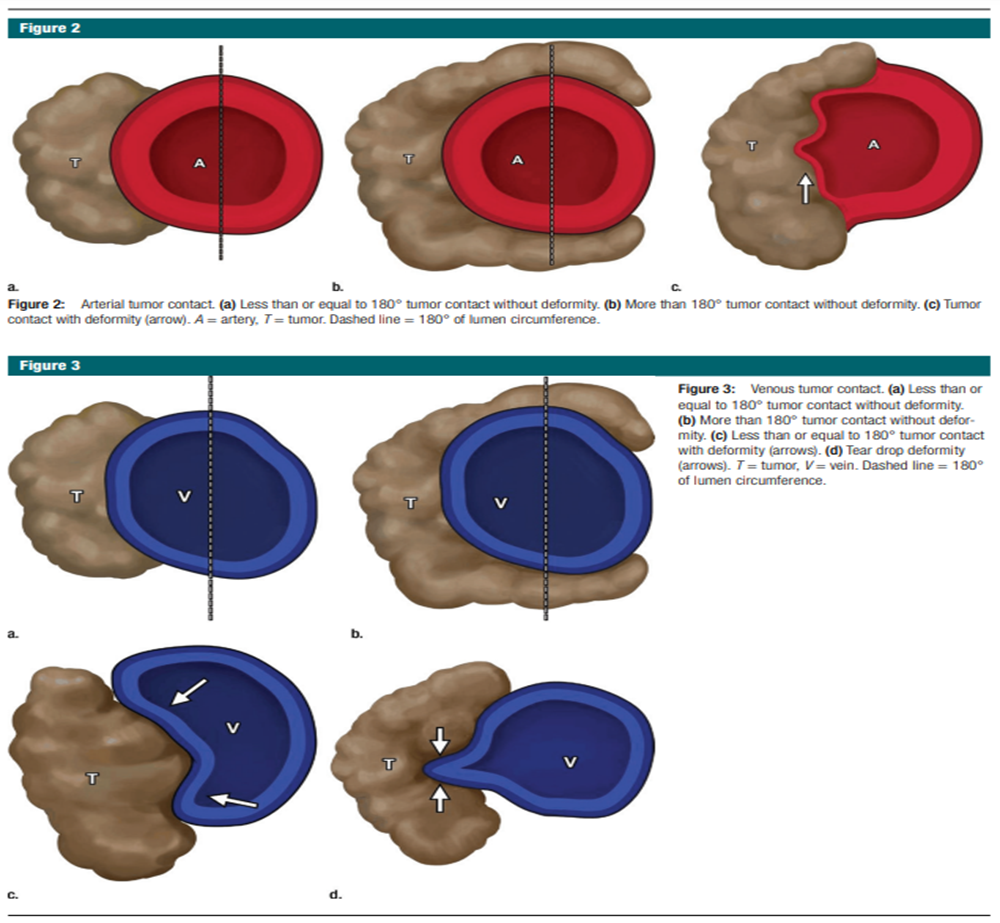 Figure 2
T
A
T
A
T
A
a.
b.
c.
Figure 2: Arterial tumor contact. (a) Less than or equal to 180° tumor contact without deformity. (b) More than 180° tumor contact without deformity. (c) Tumor
contact with deformity (arrow). A = artery, T = tumor. Dashed line = 180° of lumen circumference.
Figure 3
T
V
T
V
a.
b.
T
V
T
V
c.
d.
Figure 3: Venous tumor contact. (a) Less than or
equal to 180° tumor contact without deformity.
(b) More than 180° tumor contact without defor-
mity. (c) Less than or equal to 180° tumor contact
with deformity (arrows). (d) Tear drop deformity
(arrows). T = tumor, V = vein. Dashed line = 180°
of lumen circumference.